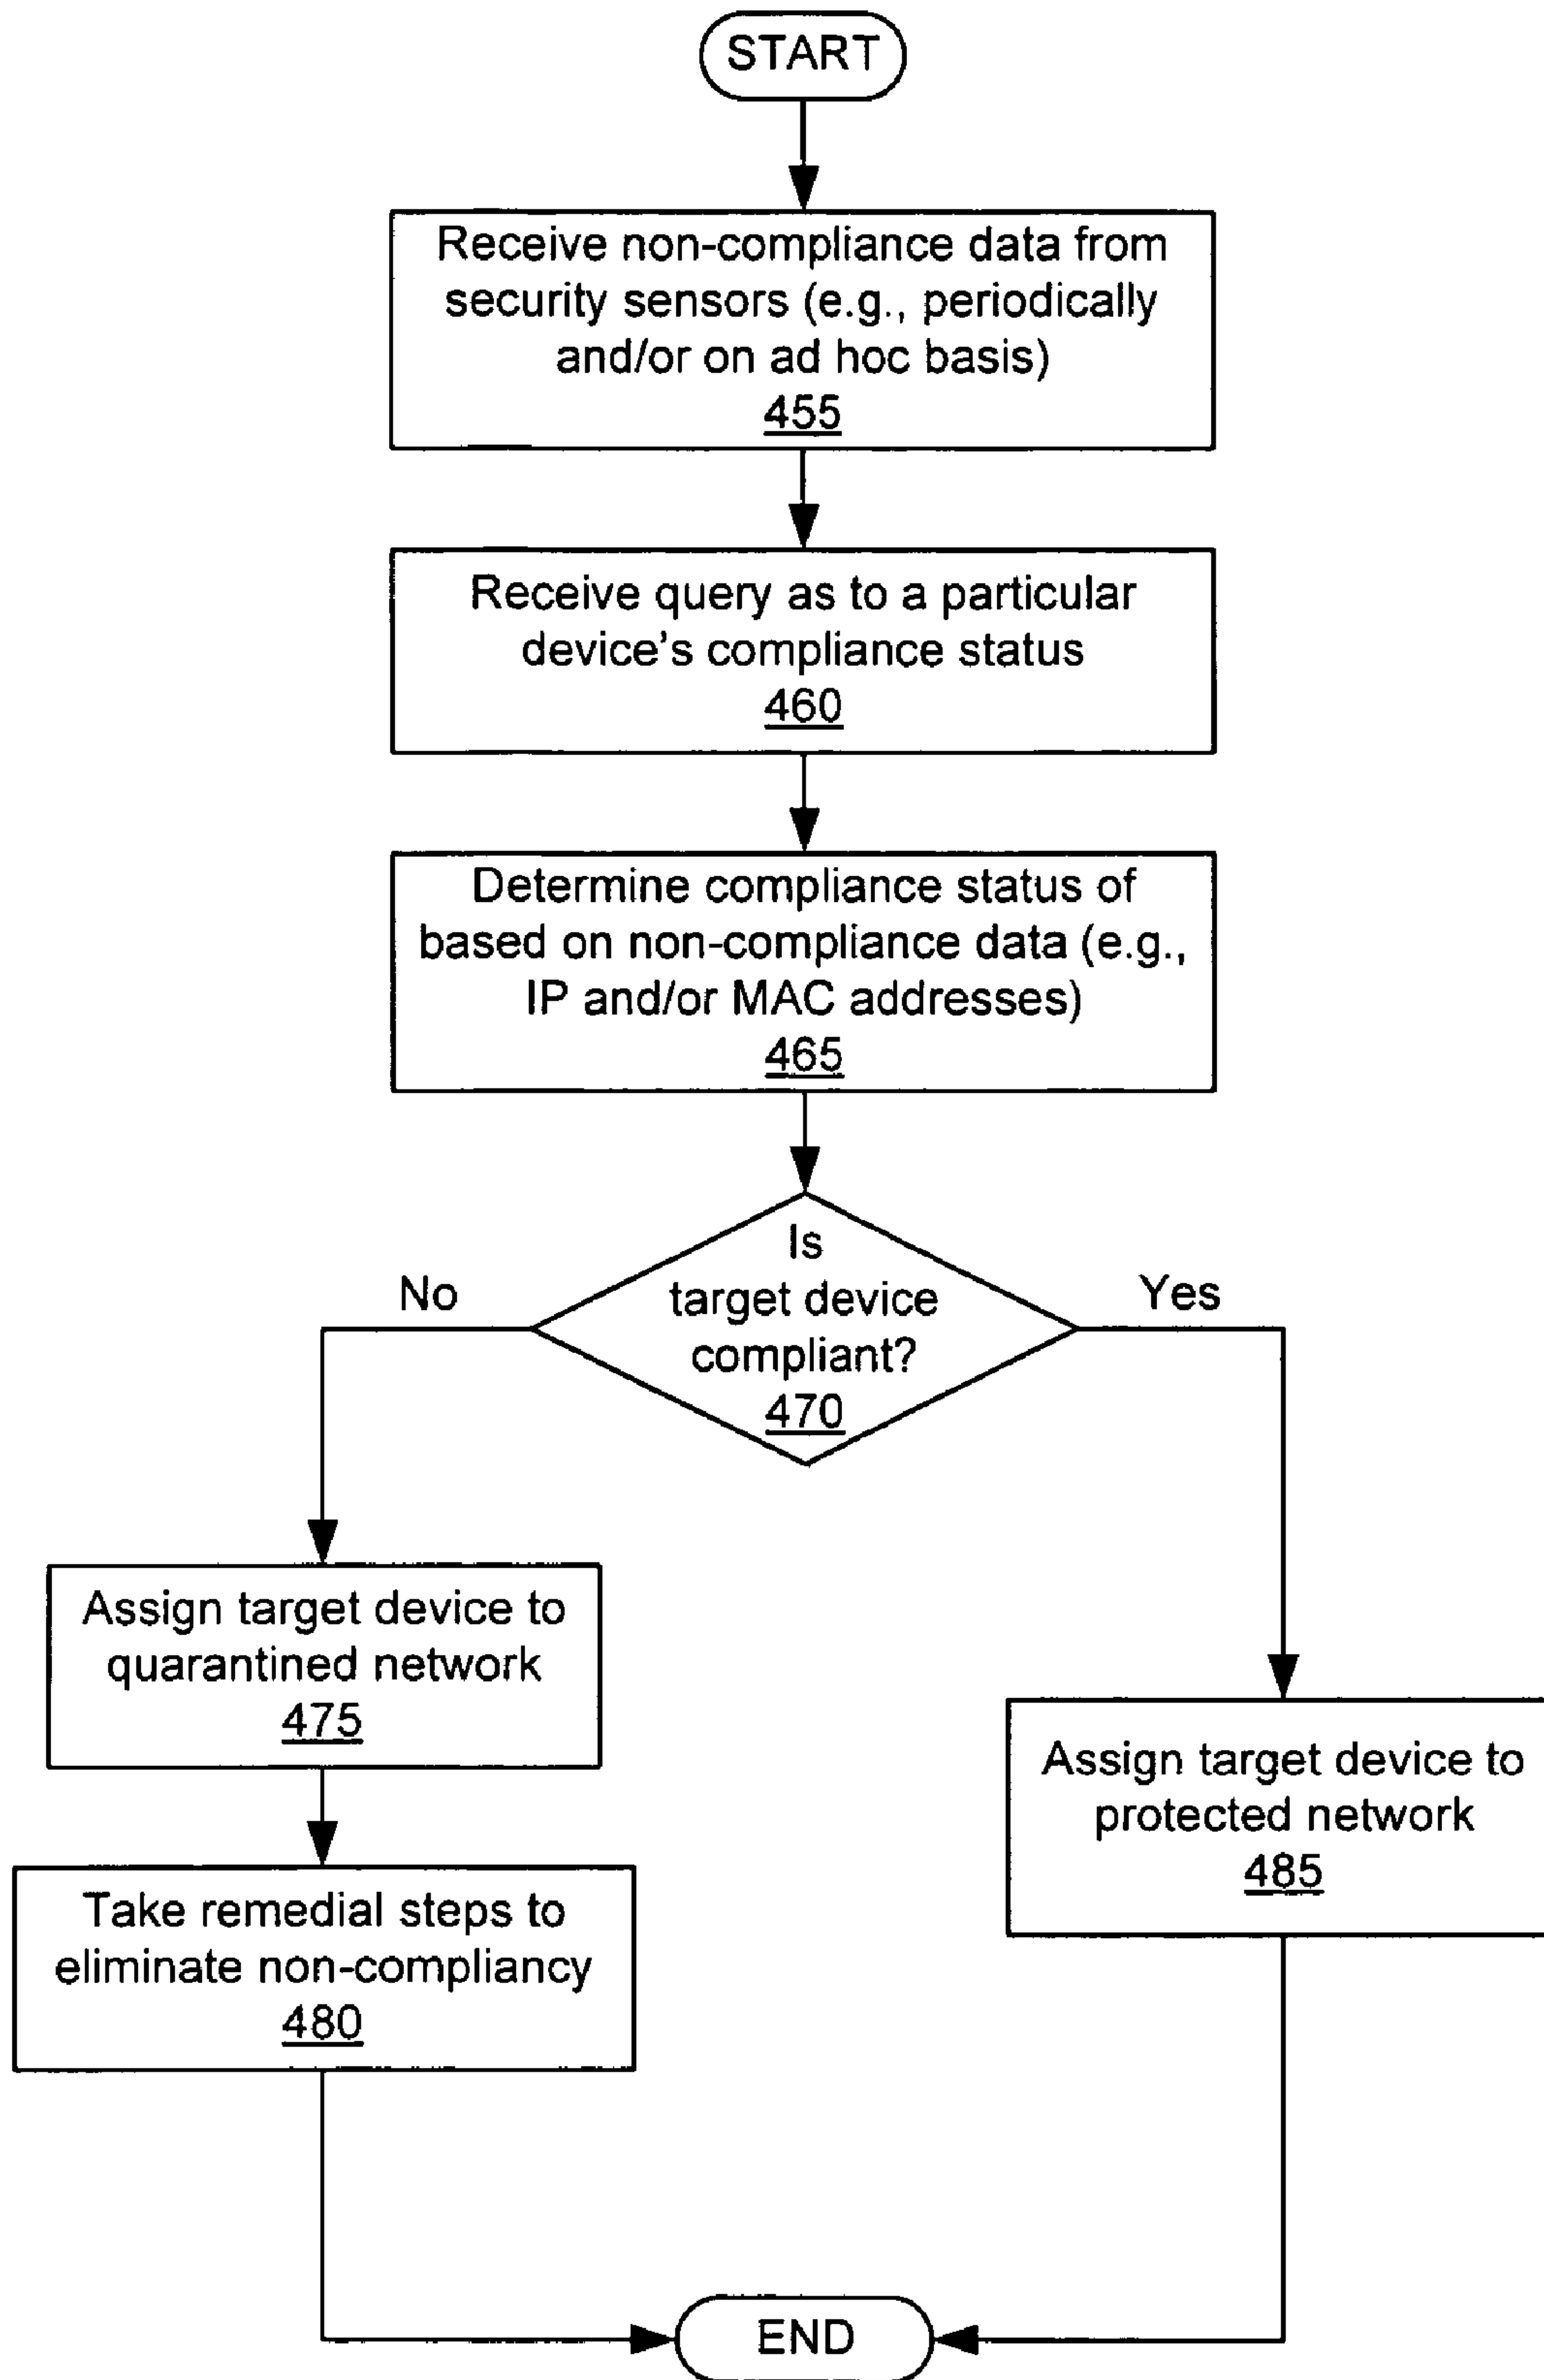 START
Receive non-compliance data from
security sensors (e.g., periodically
and/or on ad hoc basis)
455
Receive query as to a particular
device's compliance status
460
Determine compliance status of
based on non-compliance data (e.g.,
IP and/or MAC addresses)
465
Is
target device
compliant?
470
No
Yes
Assign target device to
quarantined network
475
Assign target device to
protected network
485
Take remedial steps to
eliminate non-compliancy
480
END